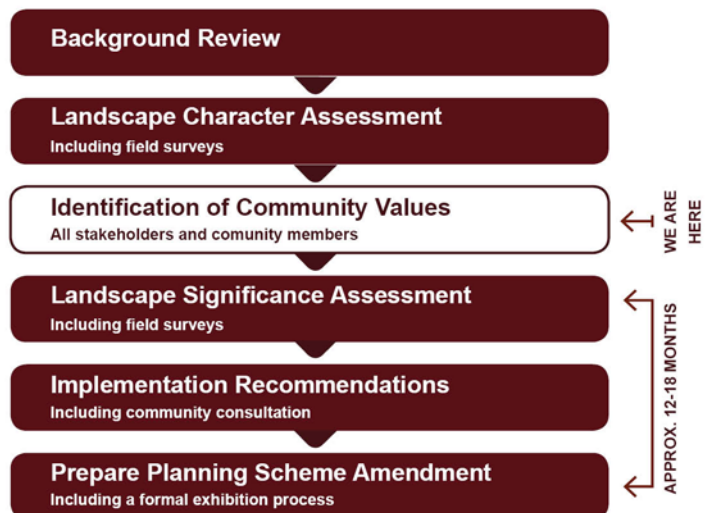 Background Review
Landscape Character Assessment
Including field surveys
Identification of Community Values
All stakeholders and comunity members
WE ARE
HERE
Landscape Significance Assessment
Including field surveys
Implementation Recommendations
Including community consultation
Prepare Planning Scheme Amendment
Including a formal exhibition process
APPROX. 12-18 MONTHS